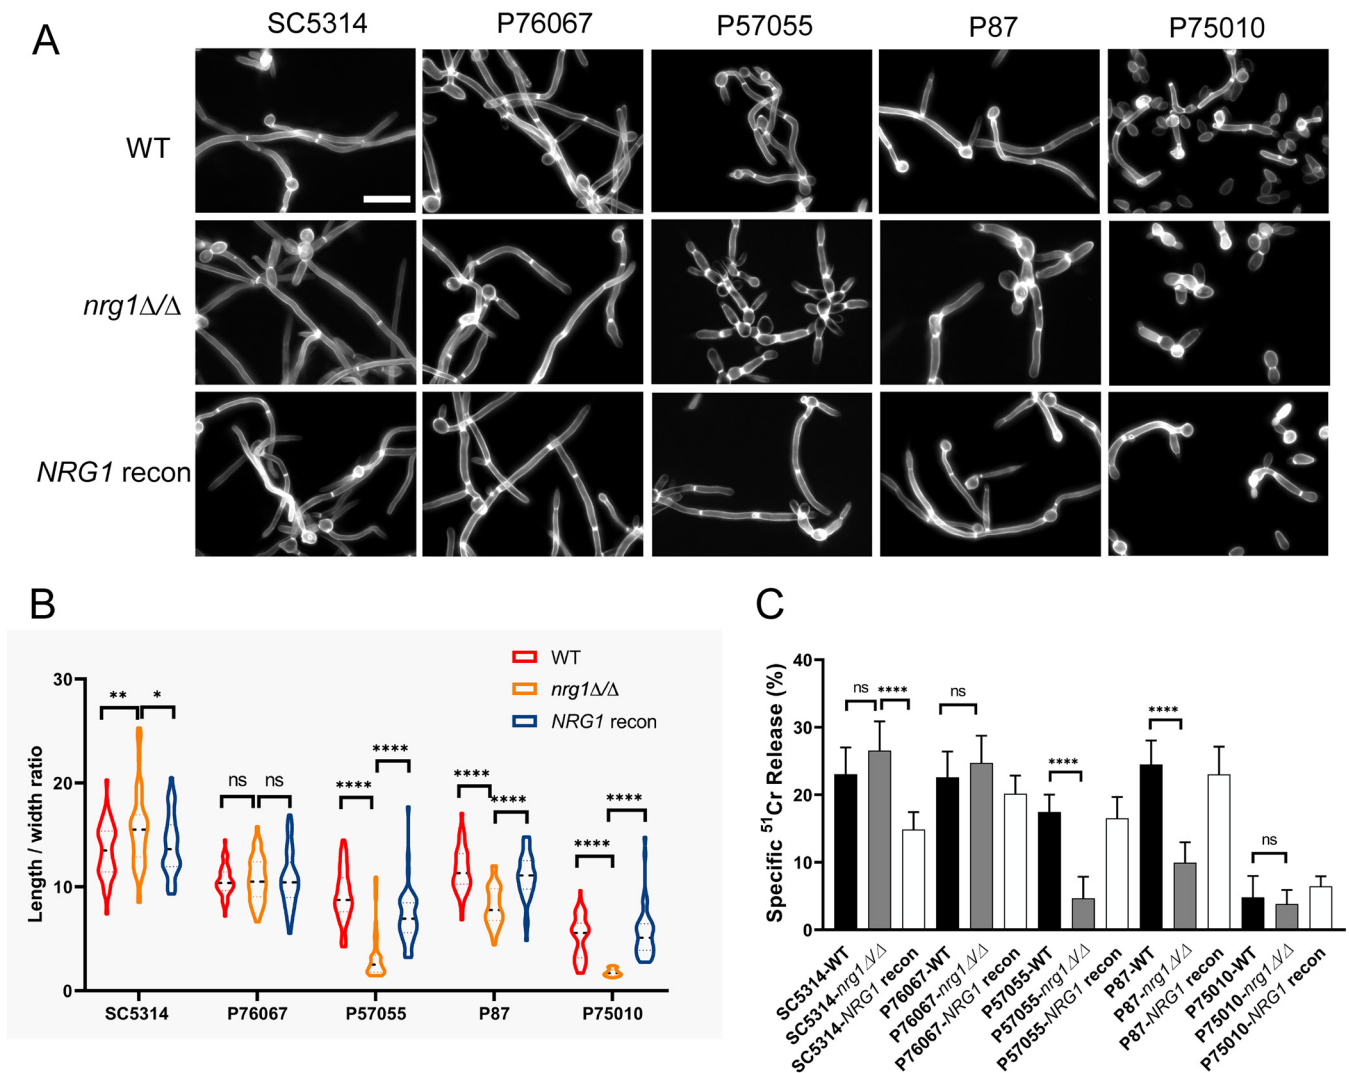 A
SC5314
P76067
P57055
P87
P75010
WT
nrg1Δ/Δ
NRG1 recon
B
WT
nrg1Δ/Δ
NRG1 recon
Length / width ratio
30
20
10
0
**
*
ns
ns
****
****
****
****
****
****
SC5314
P76067
P57055
P87
P75010
C
Specific ⁵¹Cr Release (%)
40
30
20
10
0
ns
****
ns
****
****
ns
SC5314-WT
SC5314-nrg1Δ/Δ
SC5314-NRG1 recon
P76067-WT
P76067-nrg1Δ/Δ
P76067-NRG1 recon
P57055-WT
P57055-nrg1Δ/Δ
P57055-NRG1 recon
P87-WT
P87-nrg1Δ/Δ
P87-NRG1 recon
P75010-WT
P75010-nrg1Δ/Δ
P75010-NRG1 recon